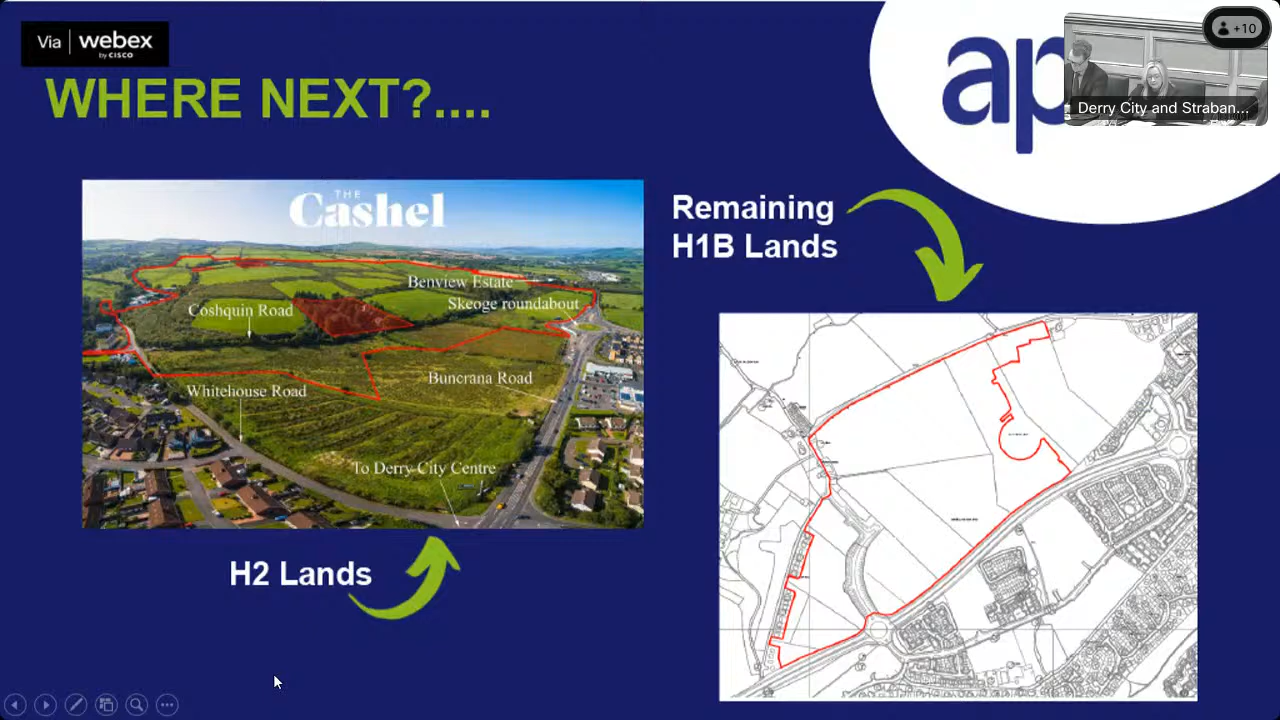 Via webex
by CISCO
+10
WHERE NEXT?....
ap
Derry City and Straban...
THE
Cashel
Remaining
H1B Lands
Benview Estate
Coshquin Road
Skeoge roundabout
Buncrana Road
Whitehouse Road
To Derry City Centre
H2 Lands